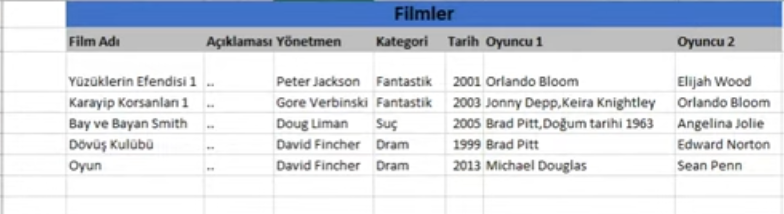 Filmler
Film Adı Açıklaması Yönetmen Kategori Tarih Oyuncu 1 Oyuncu 2
Yüzüklerin Efendisi 1 .. Peter Jackson Fantastik 2001 Orlando Bloom Elijah Wood
Karayip Korsanları 1 .. Gore Verbinski Fantastik 2003 Jonny Depp,Keira Knightley Orlando Bloom
Bay ve Bayan Smith .. Doug Liman Suç 2005 Brad Pitt,Doğum tarihi 1963 Angelina Jolie
Dövüş Kulübü .. David Fincher Dram 1999 Brad Pitt Edward Norton
Oyun .. David Fincher Dram 2013 Michael Douglas Sean Penn